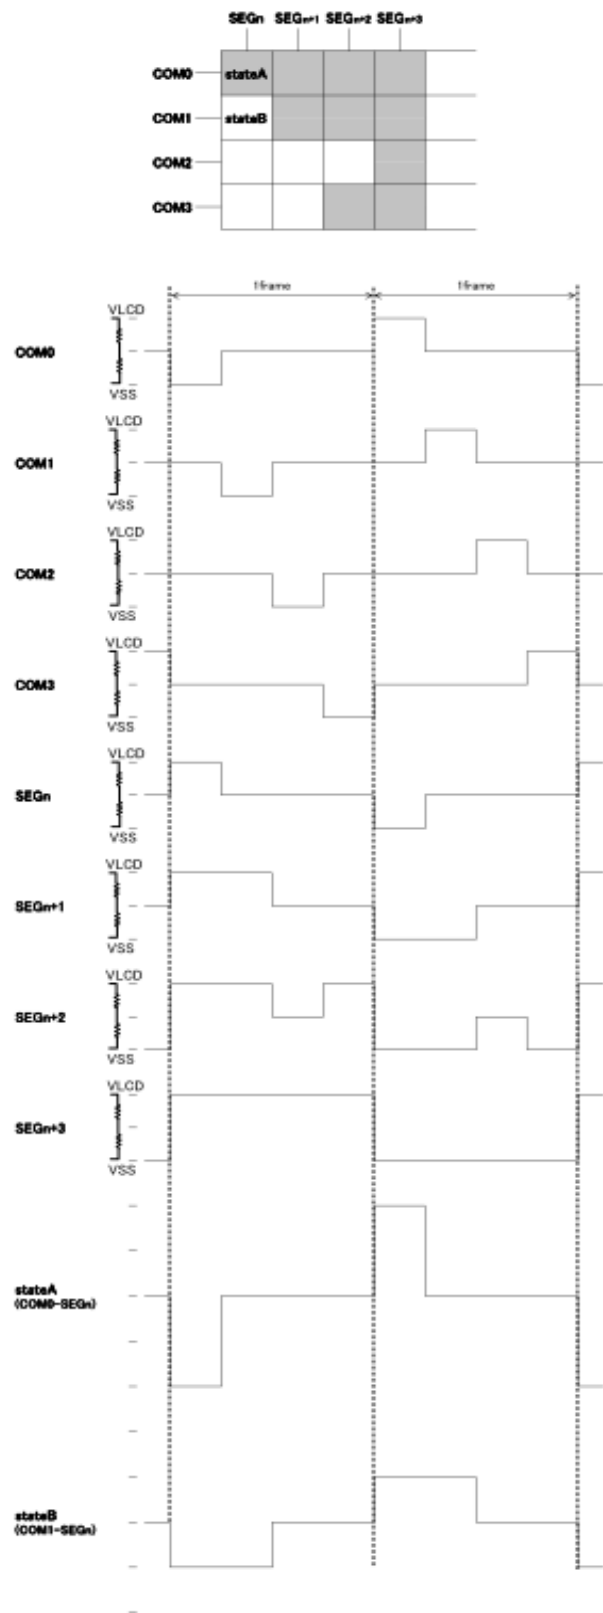 SEGn SEGn+1 SEGn+2 SEGn+3
COM0 stateA
COM1 stateB
COM2
COM3
1frame 1frame
VLCD
COM0
VSS
VLCD
COM1
VSS
VLCD
COM2
VSS
VLCD
COM3
VSS
VLCD
SEGn
VSS
VLCD
SEGn+1
VSS
VLCD
SEGn+2
VSS
VLCD
SEGn+3
VSS
stateA
(COM0-SEGn)
stateB
(COM1-SEGn)